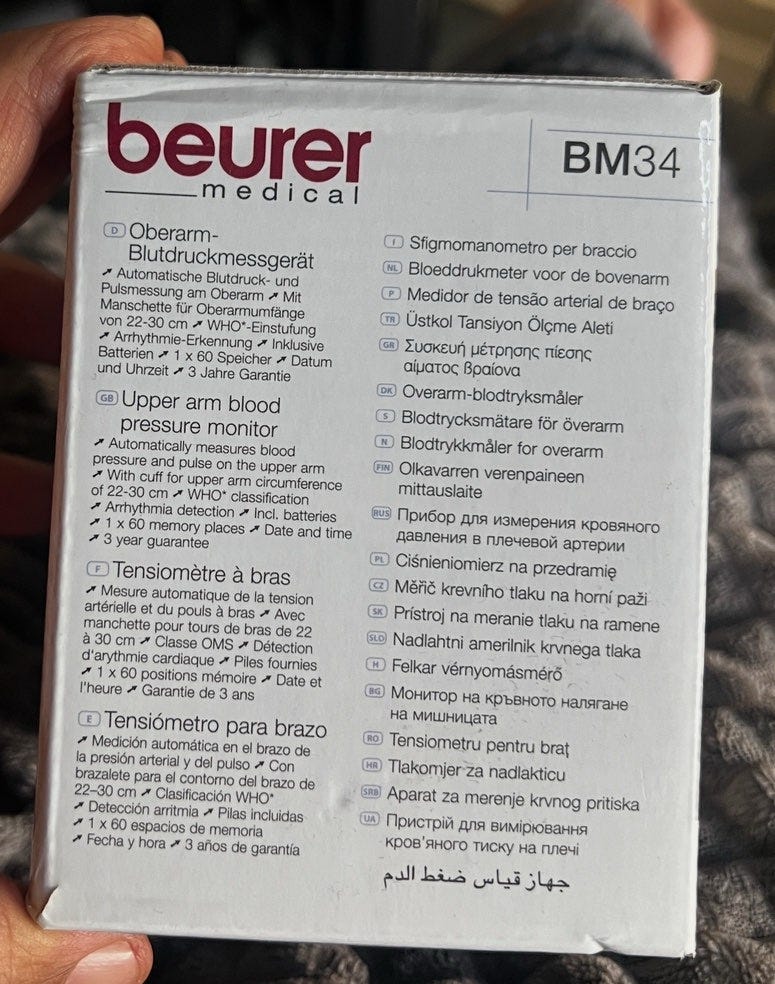 beurer
medical
BM34
D Oberarm-
Blutdruckmessgerät
↗ Automatische Blutdruck- und
Pulsmessung am Oberarm ↗ Mit
Manschette für Oberarmumfänge
von 22-30 cm ↗ WHO*-Einstufung
↗ Arrhythmie-Erkennung ↗ Inklusive
Batterien ↗ 1 x 60 Speicher ↗ Datum
und Uhrzeit ↗ 3 Jahre Garantie
GB Upper arm blood
pressure monitor
↗ Automatically measures blood
pressure and pulse on the upper arm
↗ With cuff for upper arm circumference
of 22-30 cm ↗ WHO* classification
↗ Arrhythmia detection ↗ Incl. batteries
↗ 1 x 60 memory places ↗ Date and time
↗ 3 year guarantee
F Tensiomètre à bras
↗ Mesure automatique de la tension
artérielle et du pouls à bras ↗ Avec
manchette pour tours de bras de 22
à 30 cm ↗ Classe OMS ↗ Détection
d'arythmie cardiaque ↗ Piles fournies
↗ 1 x 60 positions mémoire ↗ Date et
l'heure ↗ Garantie de 3 ans
E Tensiómetro para brazo
↗ Medición automática en el brazo de
la presión arterial y del pulso ↗ Con
brazalete para el contorno del brazo de
22–30 cm ↗ Clasificación WHO*
↗ Detección arritmia ↗ Pilas incluidas
↗ 1 x 60 espacios de memoria
↗ Fecha y hora ↗ 3 años de garantía
I Sfigmomanometro per braccio
NL Bloeddrukmeter voor de bovenarm
P Medidor de tensão arterial de braço
TR Üstkol Tansiyon Ölçme Aleti
GR Συσκευή μέτρησης πίεσης
αίματος βραίονα
DK Overarm-blodtryksmåler
S Blodtrycksmätare för överarm
N Blodtrykkmåler for overarm
FIN Olkavarren verenpaineen
mittauslaite
RUS Прибор для измерения кровяного
давления в плечевой артерии
PL Ciśnieniomierz na przedramię
CZ Měřič krevního tlaku na horní paži
SK Prístroj na meranie tlaku na ramene
SLO Nadlahtni amerilnik krvnega tlaka
H Felkar vérnyomásmérő
BG Монитор на кръвното налягане
на мишницата
RO Tensiometru pentru braț
HR Tlakomjer za nadlakticu
SRB Aparat za merenje krvnog pritiska
UA Пристрій для вимірювання
кров'яного тиску на плечі
جهاز قياس ضغط الدم